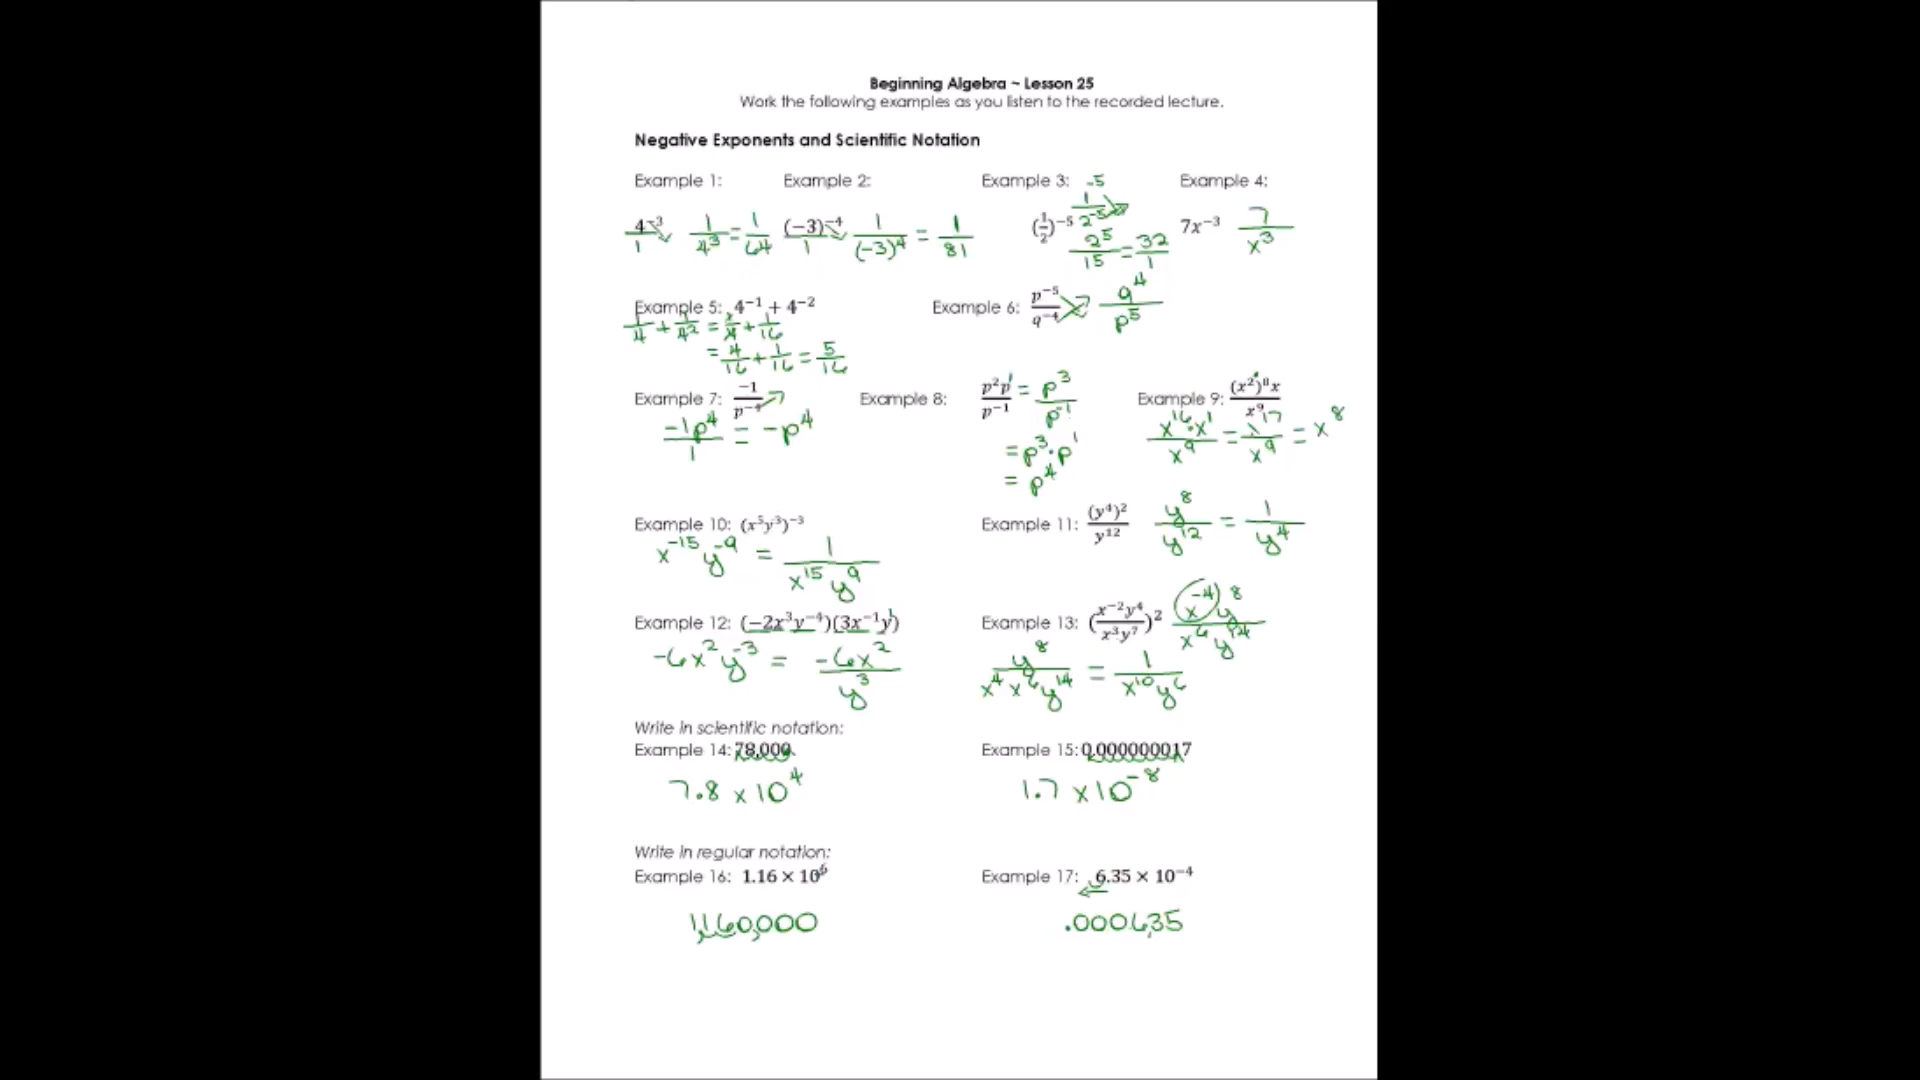 Beginning Algebra ~ Lesson 25
Work the following examples as you listen to the recorded lecture.
Negative Exponents and Scientific Notation
Example 1: Example 2: Example 3: Example 4:
4⁻³/1 1/4³ = 1/64 (−3)⁻⁴/1 1/(−3)⁴ = 1/81 (1/2)⁻⁵ 1⁻⁵/2⁻⁵ 2⁵/1⁵ = 32/1 7x⁻³ 7/x³
Example 5: 4⁻¹ + 4⁻² Example 6: p⁻⁵/q⁻⁴ q⁴/p⁵
1/4 + 1/4² = 1/4 + 1/16
= 4/16 + 1/16 = 5/16
Example 7: −1/p⁻⁴ Example 8: p²p¹/p⁻¹ = p³/p⁻¹ Example 9: (x²)⁸x/x⁹
−1p⁴/1 = −p⁴ = p³·p¹ x¹⁶·x¹/x⁹ = x¹⁷/x⁹ = x⁸
= p⁴
Example 10: (x⁵y³)⁻³ Example 11: (y⁴)²/y¹² y⁸/y¹² = 1/y⁴
x⁻¹⁵y⁻⁹ = 1/x¹⁵y⁹
Example 12: (−2x³y⁻⁴)(3x⁻¹y¹) Example 13: (x⁻²y⁴/x³y⁷)² x⁻⁴y⁸/x⁶y¹⁴
−6x²y⁻³ = −6x²/y³ y⁸/x⁴x⁶y¹⁴ = 1/x¹⁰y⁶
Write in scientific notation:
Example 14: 78,000. Example 15: 0.000000017
7.8 x 10⁴ 1.7 x 10⁻⁸
Write in regular notation:
Example 16: 1.16 × 10⁶ Example 17: 6.35 × 10⁻⁴
1,160,000 .000635